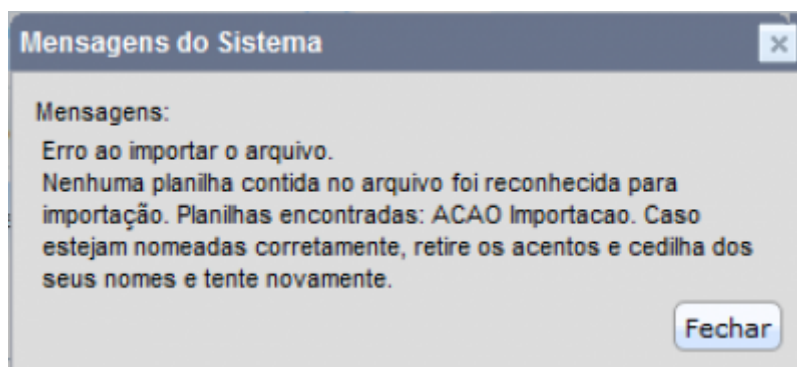 Mensagens do Sistema
Mensagens:
Erro ao importar o arquivo.
Nenhuma planilha contida no arquivo foi reconhecida para
importação. Planilhas encontradas: ACAO Importacao. Caso
estejam nomeadas corretamente, retire os acentos e cedilha dos
seus nomes e tente novamente.
Fechar